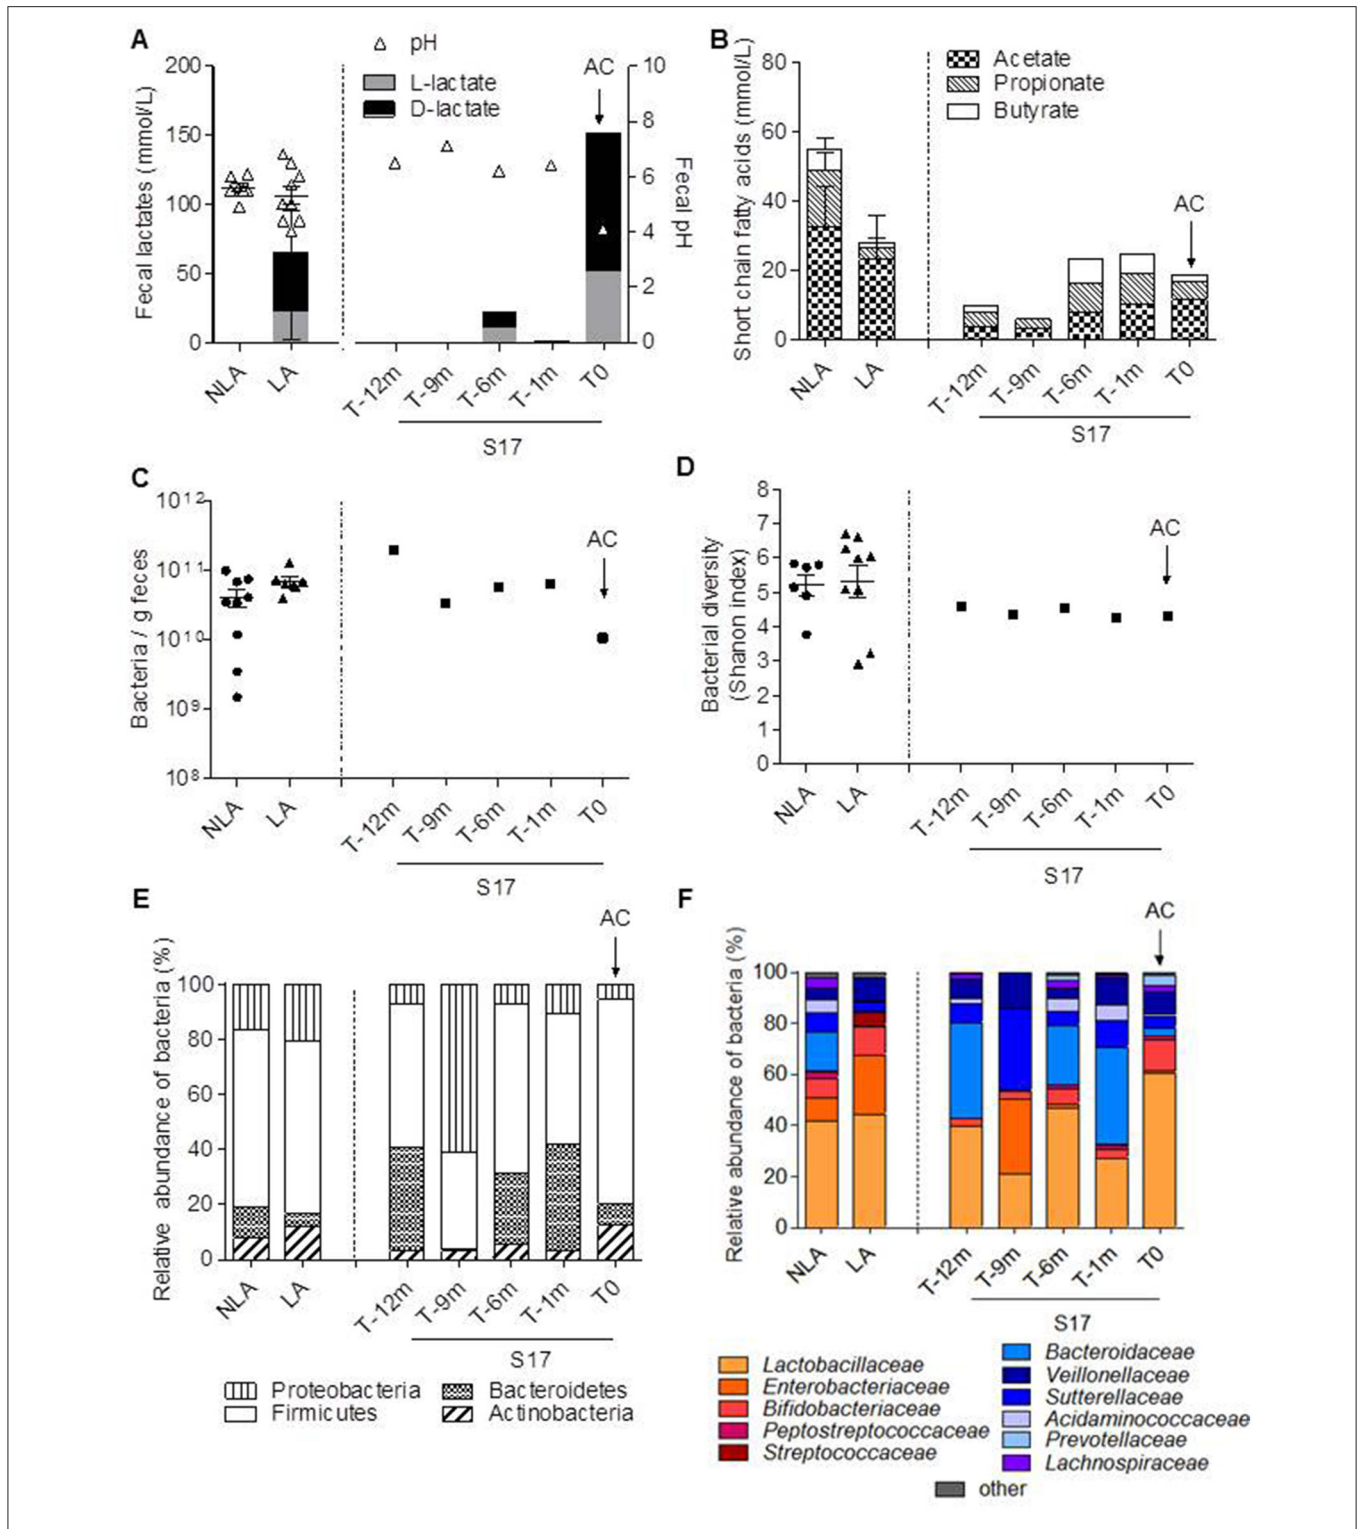 A
pH
L-lactate
D-lactate
AC
200
150
100
50
0
Fecal lactates (mmol/L)
10
8
6
4
2
0
Fecal pH
NLA
LA
T-12m
T-9m
T-6m
T-1m
T0
S17
B
Acetate
Propionate
Butyrate
AC
80
60
40
20
0
Short chain fatty acids (mmol/L)
NLA
LA
T-12m
T-9m
T-6m
T-1m
T0
S17
C
10¹²
10¹¹
10¹⁰
10⁹
10⁸
Bacteria / g feces
AC
NLA
LA
T-12m
T-9m
T-6m
T-1m
T0
S17
D
8
7
6
5
4
3
2
1
0
Bacterial diversity
(Shanon index)
AC
NLA
LA
T-12m
T-9m
T-6m
T-1m
T0
S17
E
AC
100
80
60
40
20
0
Relative abundance of bacteria (%)
NLA
LA
T-12m
T-9m
T-6m
T-1m
T0
S17
Proteobacteria
Firmicutes
Bacteroidetes
Actinobacteria
F
AC
100
80
60
40
20
0
Relative abundance of bacteria (%)
NLA
LA
T-12m
T-9m
T-6m
T-1m
T0
S17
Lactobacillaceae
Enterobacteriaceae
Bifidobacteriaceae
Peptostreptococcaceae
Streptococcaceae
Bacteroidaceae
Veillonellaceae
Sutterellaceae
Acidaminococcaceae
Prevotellaceae
Lachnospiraceae
other